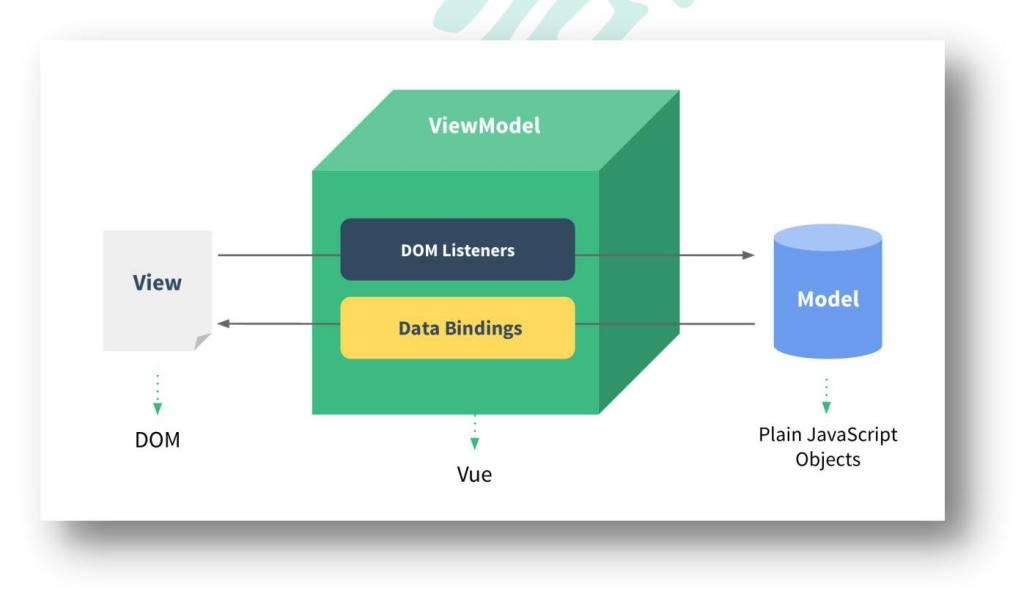 ViewModel
DOM Listeners
View
Data Bindings
Model
DOM
Vue
Plain JavaScript
Objects